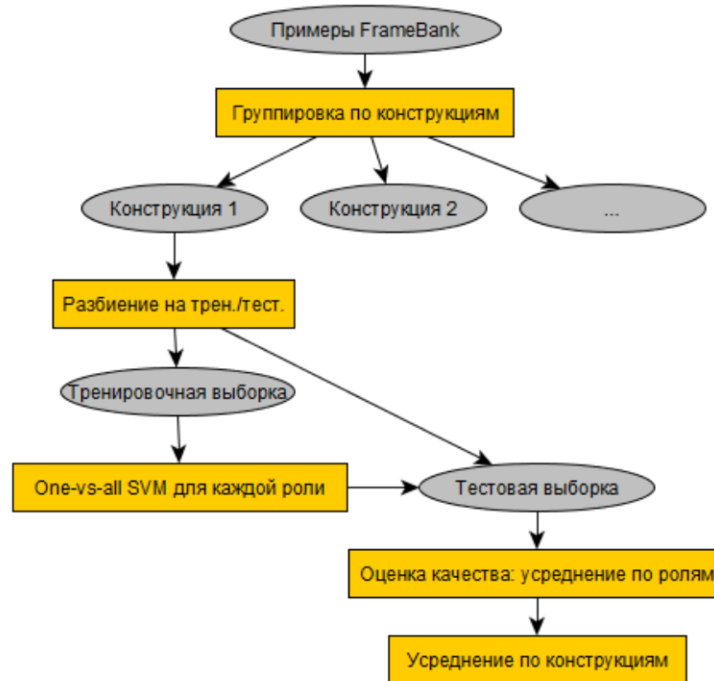 Примеры FrameBank
Группировка по конструкциям
Конструкция 1
Конструкция 2
...
Разбиение на трен./тест.
Тренировочная выборка
One-vs-all SVM для каждой роли
Тестовая выборка
Оценка качества: усреднение по ролям
Усреднение по конструкциям